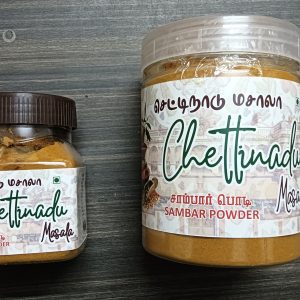 நாடு மசாலா
Chettinadu
Masala
செட்டிநாடு மசாலா
Chettinadu
Masala
சாம்பார் பொடி
SAMBAR POWDER